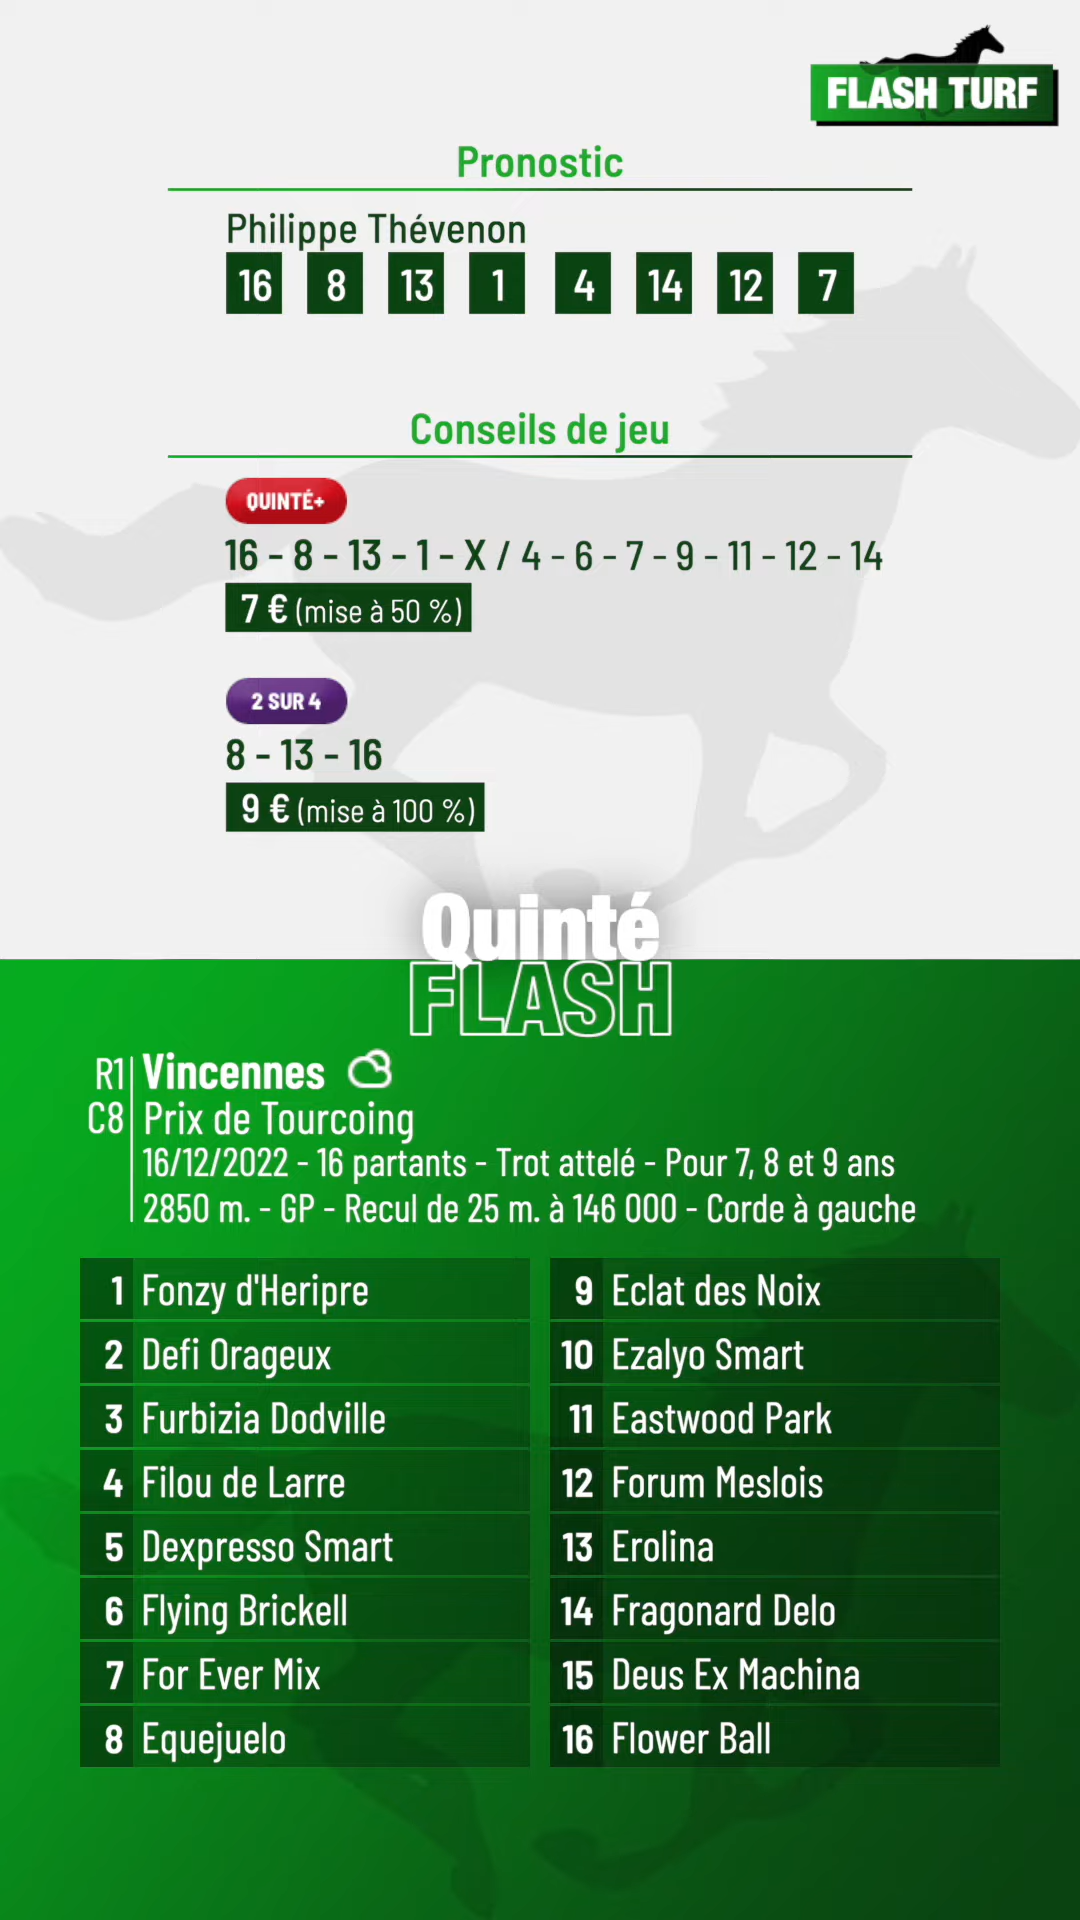 FLASH TURF
Pronostic
Philippe Thévenon
16 8 13 1 4 14 12 7
Conseils de jeu
QUINTÉ+
16 - 8 - 13 - 1 - X / 4 - 6 - 7 - 9 - 11 - 12 - 14
7 € (mise à 50 %)
2 SUR 4
8 - 13 - 16
9 € (mise à 100 %)
Quinté
FLASH
R1 Vincennes
C8 Prix de Tourcoing
16/12/2022 - 16 partants - Trot attelé - Pour 7, 8 et 9 ans
2850 m. - GP - Recul de 25 m. à 146 000 - Corde à gauche
1 Fonzy d'Heripre
2 Defi Orageux
3 Furbizia Dodville
4 Filou de Larre
5 Dexpresso Smart
6 Flying Brickell
7 For Ever Mix
8 Equejuelo
9 Eclat des Noix
10 Ezalyo Smart
11 Eastwood Park
12 Forum Meslois
13 Erolina
14 Fragonard Delo
15 Deus Ex Machina
16 Flower Ball